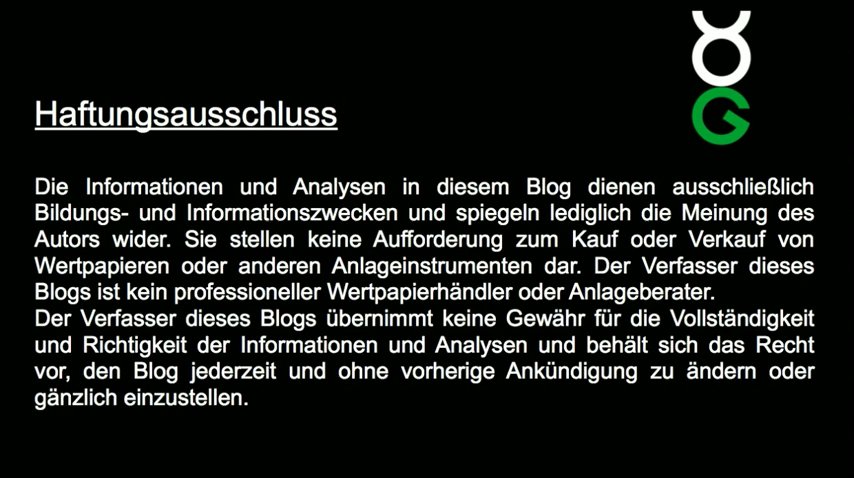 Haftungsausschluss
Die Informationen und Analysen in diesem Blog dienen ausschließlich
Bildungs- und Informationszwecken und spiegeln lediglich die Meinung des
Autors wider. Sie stellen keine Aufforderung zum Kauf oder Verkauf von
Wertpapieren oder anderen Anlageinstrumenten dar. Der Verfasser dieses
Blogs ist kein professioneller Wertpapierhändler oder Anlageberater.
Der Verfasser dieses Blogs übernimmt keine Gewähr für die Vollständigkeit
und Richtigkeit der Informationen und Analysen und behält sich das Recht
vor, den Blog jederzeit und ohne vorherige Ankündigung zu ändern oder
gänzlich einzustellen.